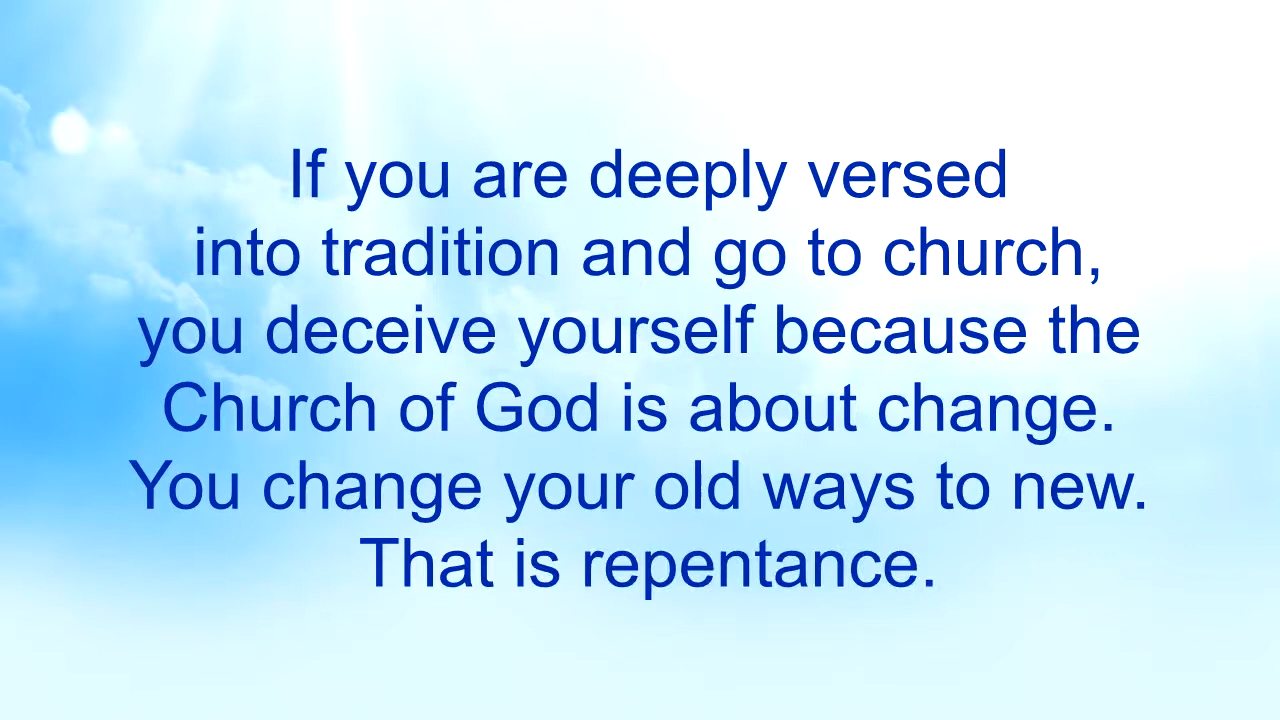 If you are deeply versed
into tradition and go to church,
you deceive yourself because the
Church of God is about change.
You change your old ways to new.
That is repentance.